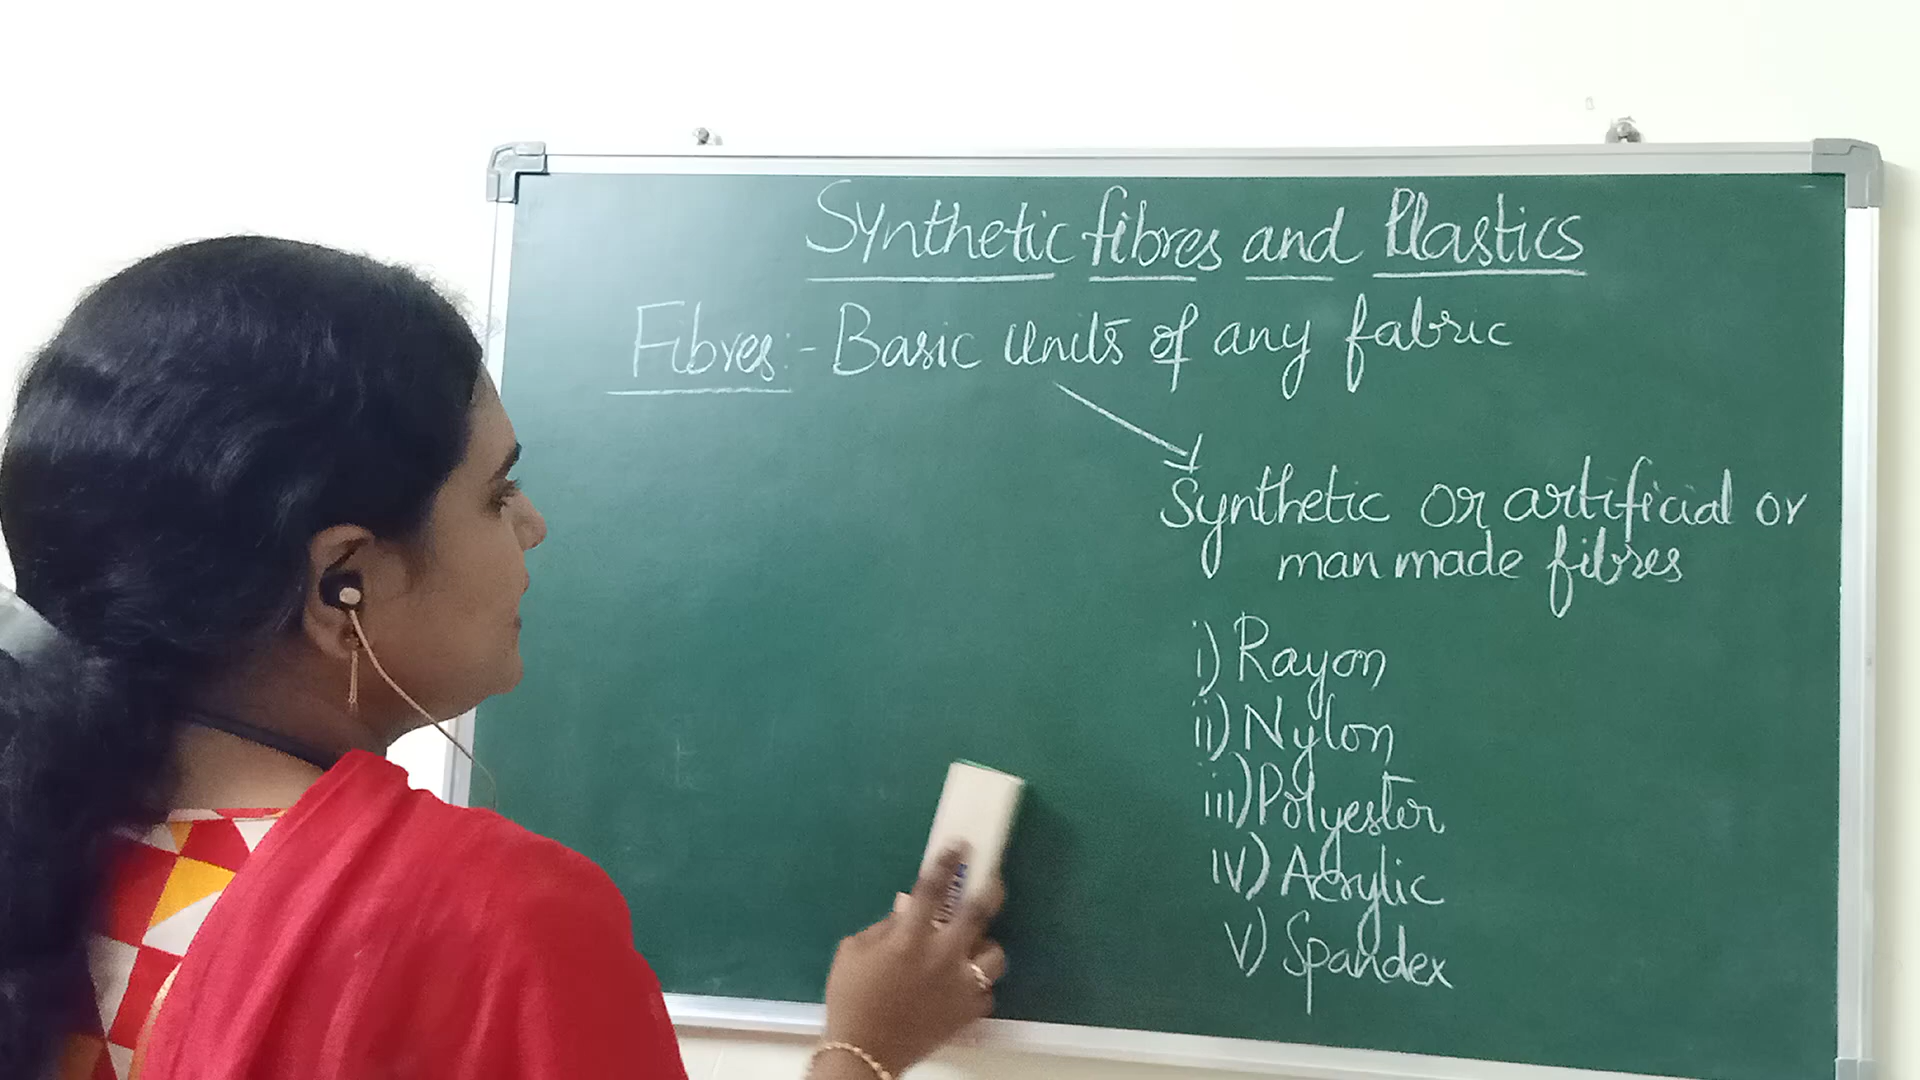 Synthetic fibres and Plastics
Fibres:- Basic units of any fabric
Synthetic or artificial or
man made fibres
i) Rayon
ii) Nylon
iii) Polyester
iv) Acrylic
v) Spandex